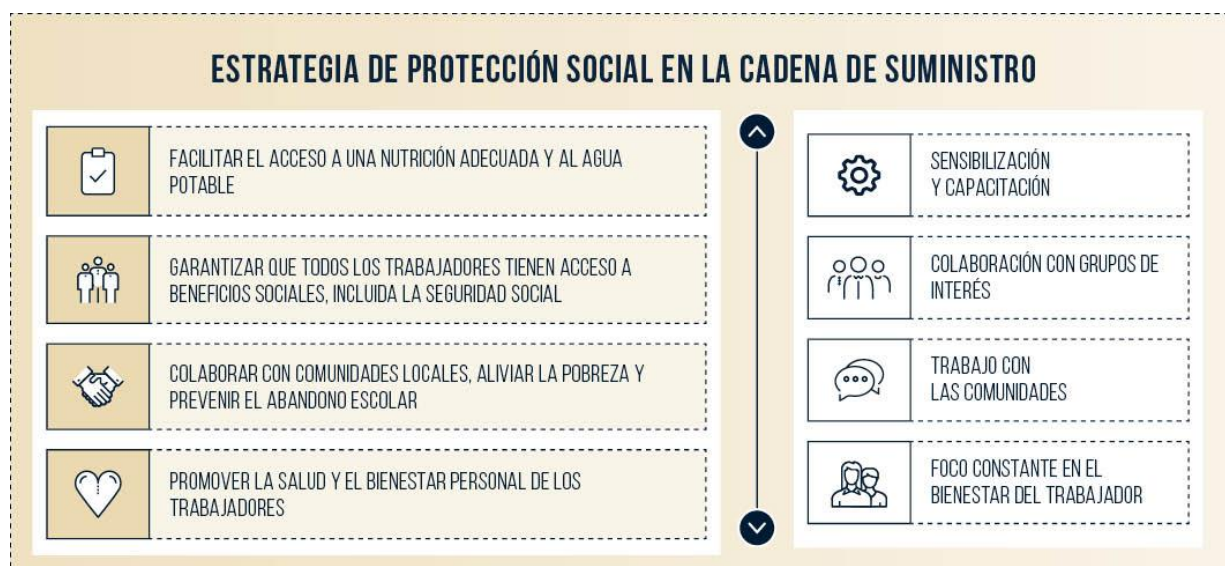 ESTRATEGIA DE PROTECCIÓN SOCIAL EN LA CADENA DE SUMINISTRO
FACILITAR EL ACCESO A UNA NUTRICIÓN ADECUADA Y AL AGUA
POTABLE
GARANTIZAR QUE TODOS LOS TRABAJADORES TIENEN ACCESO A
BENEFICIOS SOCIALES, INCLUIDA LA SEGURIDAD SOCIAL
COLABORAR CON COMUNIDADES LOCALES, ALIVIAR LA POBREZA Y
PREVENIR EL ABANDONO ESCOLAR
PROMOVER LA SALUD Y EL BIENESTAR PERSONAL DE LOS
TRABAJADORES
SENSIBILIZACIÓN
Y CAPACITACIÓN
COLABORACIÓN CON GRUPOS DE
INTERÉS
TRABAJO CON
LAS COMUNIDADES
FOCO CONSTANTE EN EL
BIENESTAR DEL TRABAJADOR